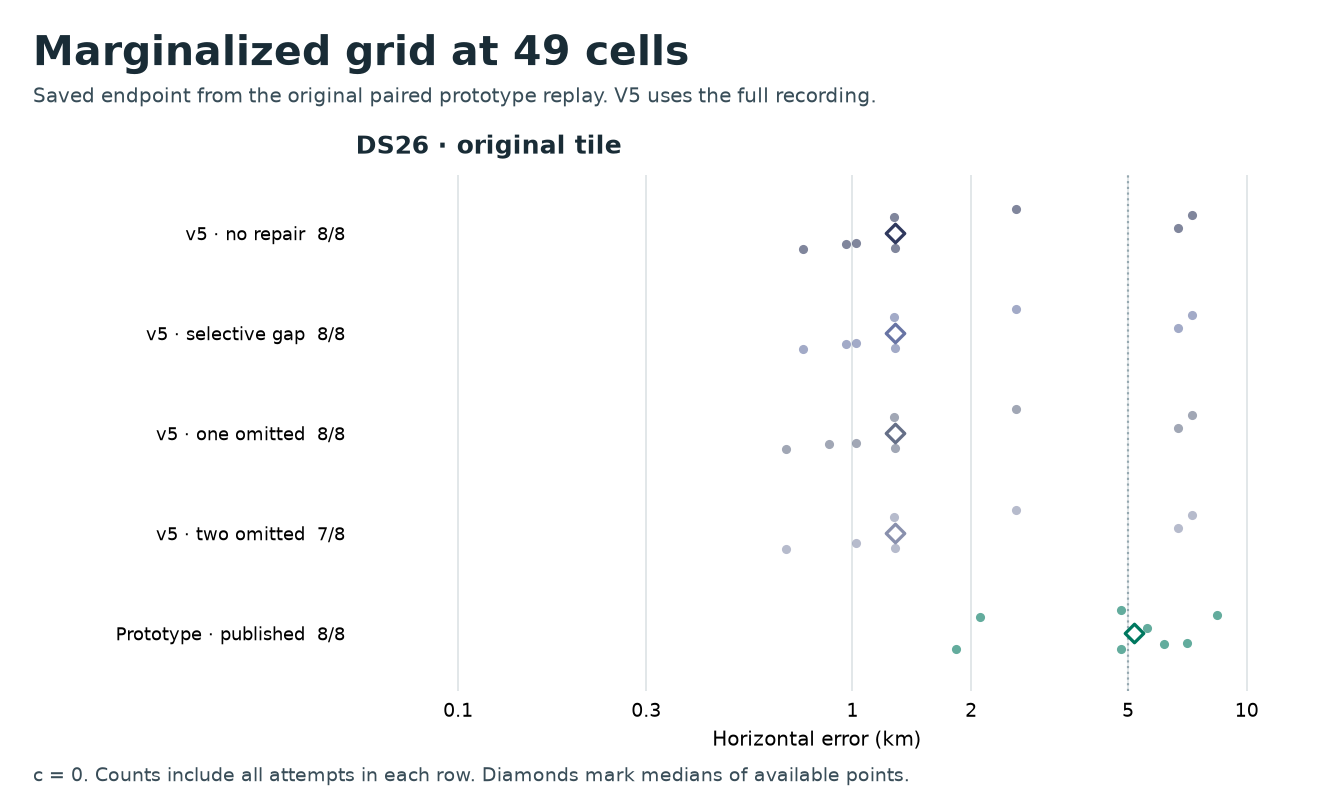 Marginalized grid at 49 cells
Saved endpoint from the original paired prototype replay. V5 uses the full recording.
DS26 · original tile
v5 · no repair 8/8
v5 · selective gap 8/8
v5 · one omitted 8/8
v5 · two omitted 7/8
Prototype · published 8/8
0.1 0.3 1 2 5 10
Horizontal error (km)
c = 0. Counts include all attempts in each row. Diamonds mark medians of available points.